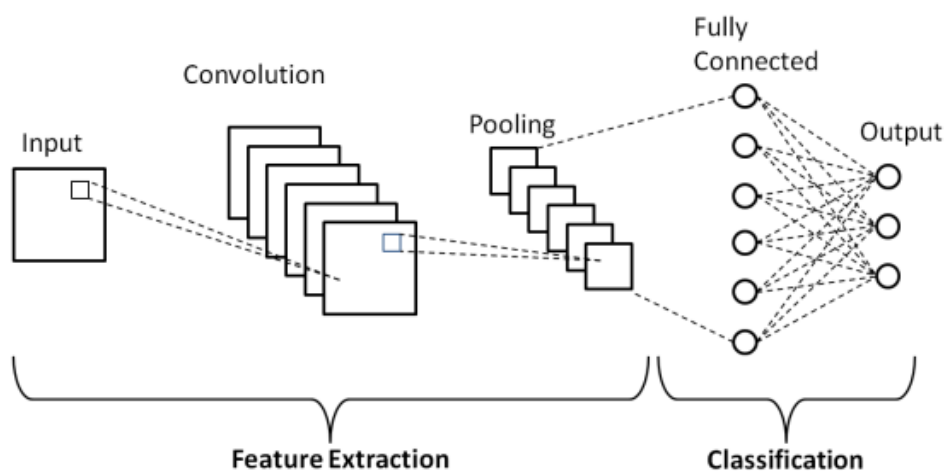 Input
Convolution
Pooling
Fully
Connected
Output
Feature Extraction
Classification